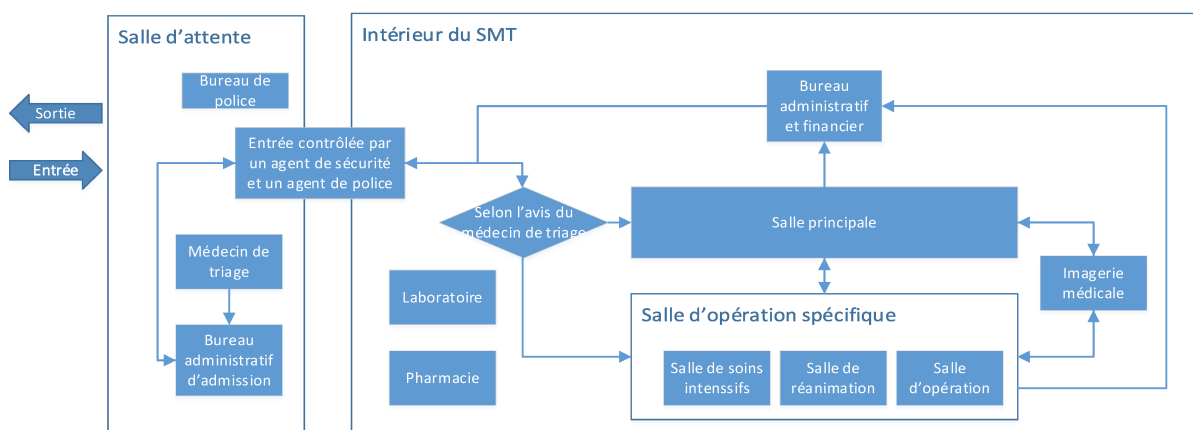 Salle d'attente
Bureau de
police
Sortie
Entrée
Entrée contrôlée par
un agent de sécurité
et un agent de police
Médecin de
triage
Bureau
administratif
d'admission
Intérieur du SMT
Bureau
administratif
et financier
Selon l'avis du
médecin de triage
Salle principale
Imagerie
médicale
Laboratoire
Pharmacie
Salle d'opération spécifique
Salle de soins
intenssifs
Salle de
réanimation
Salle
d'opération